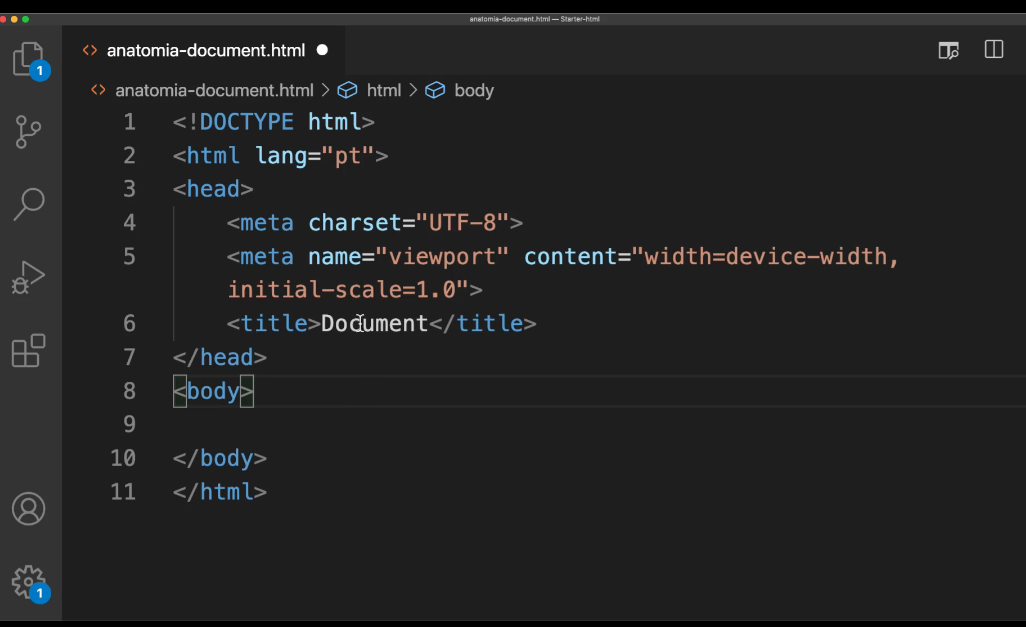 anatomia-document.html — Starter-html
anatomia-document.html
anatomia-document.html > html > body
1
1 <!DOCTYPE html>
2 <html lang="pt">
3 <head>
4 <meta charset="UTF-8">
5 <meta name="viewport" content="width=device-width,
initial-scale=1.0">
6 <title>Document</title>
7 </head>
8 <body>
9
10 </body>
11 </html>
1